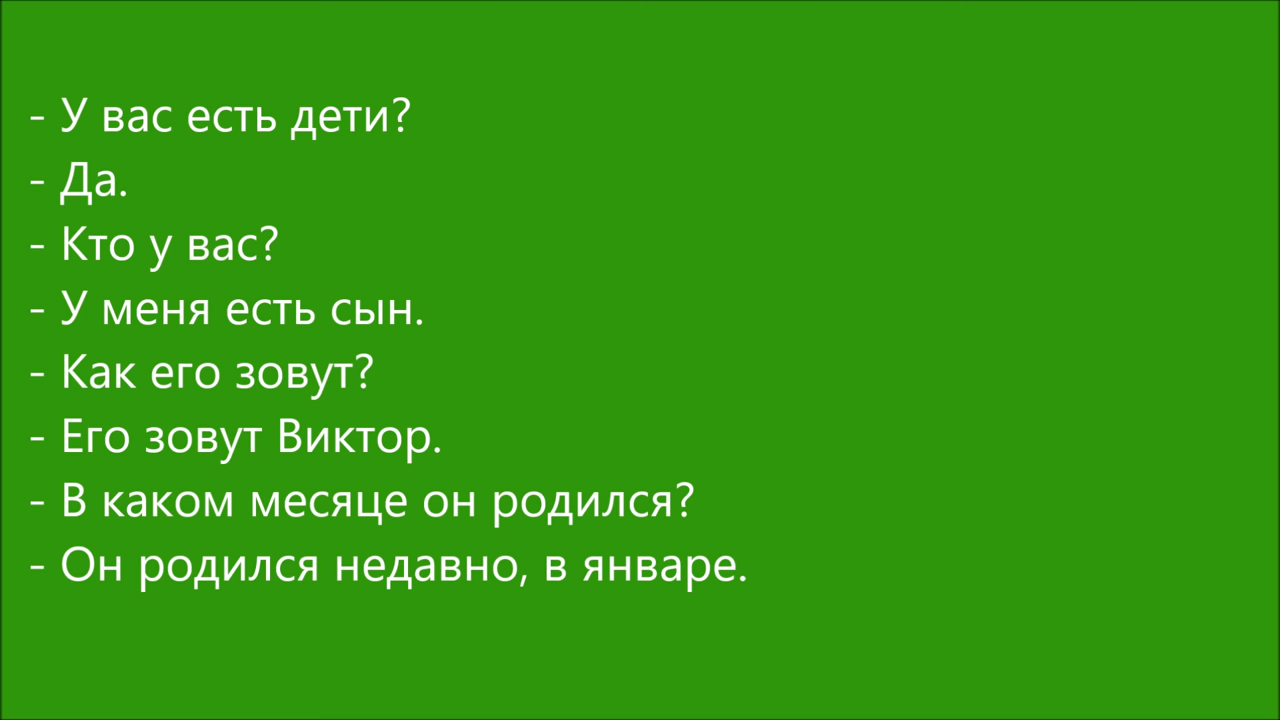 - У вас есть дети?
- Да.
- Кто у вас?
- У меня есть сын.
- Как его зовут?
- Его зовут Виктор.
- В каком месяце он родился?
- Он родился недавно, в январе.